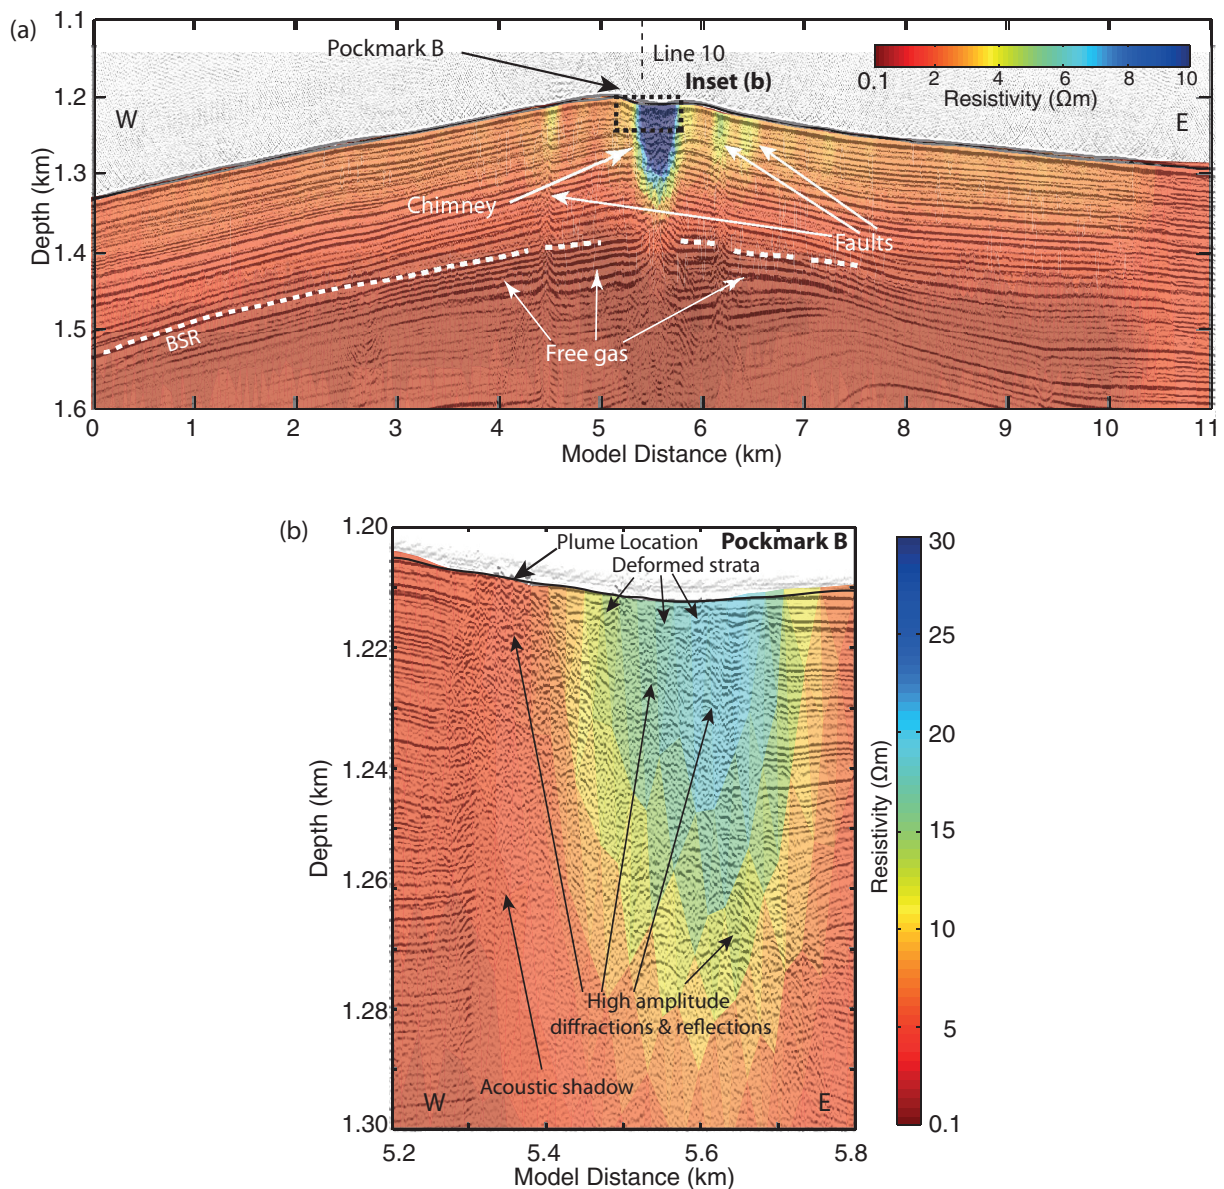 (a)
1.1
Pockmark B
Line 10
Inset (b)
0.1 2 4 6 8 10
Resistivity (Ωm)
1.2
W
E
1.3
Chimney
Faults
Depth (km)
1.4
BSR
Free gas
1.5
1.6
0 1 2 3 4 5 6 7 8 9 10 11
Model Distance (km)
(b)
1.20
Plume Location
Pockmark B
Deformed strata
30
25
1.22
20
1.24
Depth (km)
Resistivity (Ωm)
15
1.26
10
High amplitude
diffractions & reflections
1.28
5
Acoustic shadow
W
E
1.30
0.1
5.2 5.4 5.6 5.8
Model Distance (km)